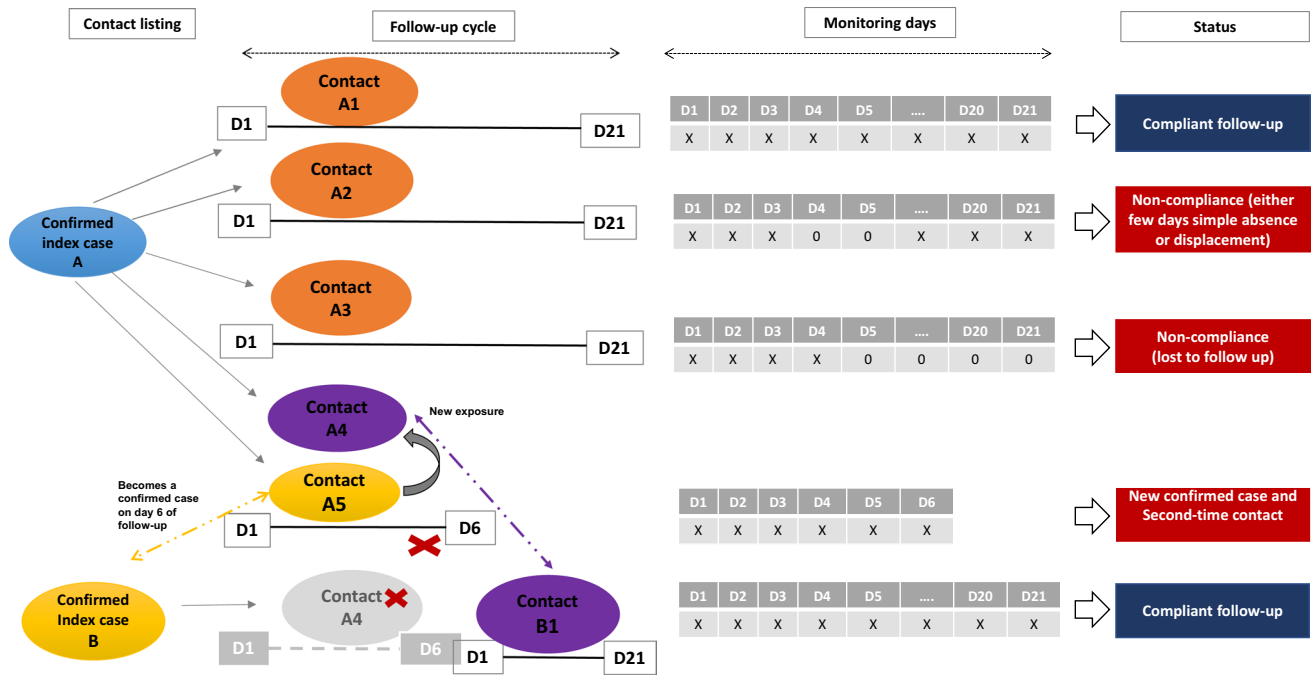 Contact listing
Follow-up cycle
Monitoring days
Status
Contact
A1
D1
D21
D1 D2 D3 D4 D5 .... D20 D21
X X X X X X X X
Compliant follow-up
Contact
A2
D1
D21
D1 D2 D3 D4 D5 .... D20 D21
X X X 0 0 X X X
Non-compliance (either
few days simple absence
or displacement)
Confirmed
index case
A
Contact
A3
D1
D21
D1 D2 D3 D4 D5 .... D20 D21
X X X X 0 0 0 0
Non-compliance
(lost to follow up)
Contact
A4
New exposure
Becomes a
confirmed case
on day 6 of
follow-up
Contact
A5
D1
D6
D1 D2 D3 D4 D5 D6
X X X X X X
New confirmed case and
Second-time contact
Confirmed
Index case
B
Contact
A4
D1
D6
Contact
B1
D1
D21
D1 D2 D3 D4 D5 .... D20 D21
X X X X X X X X
Compliant follow-up